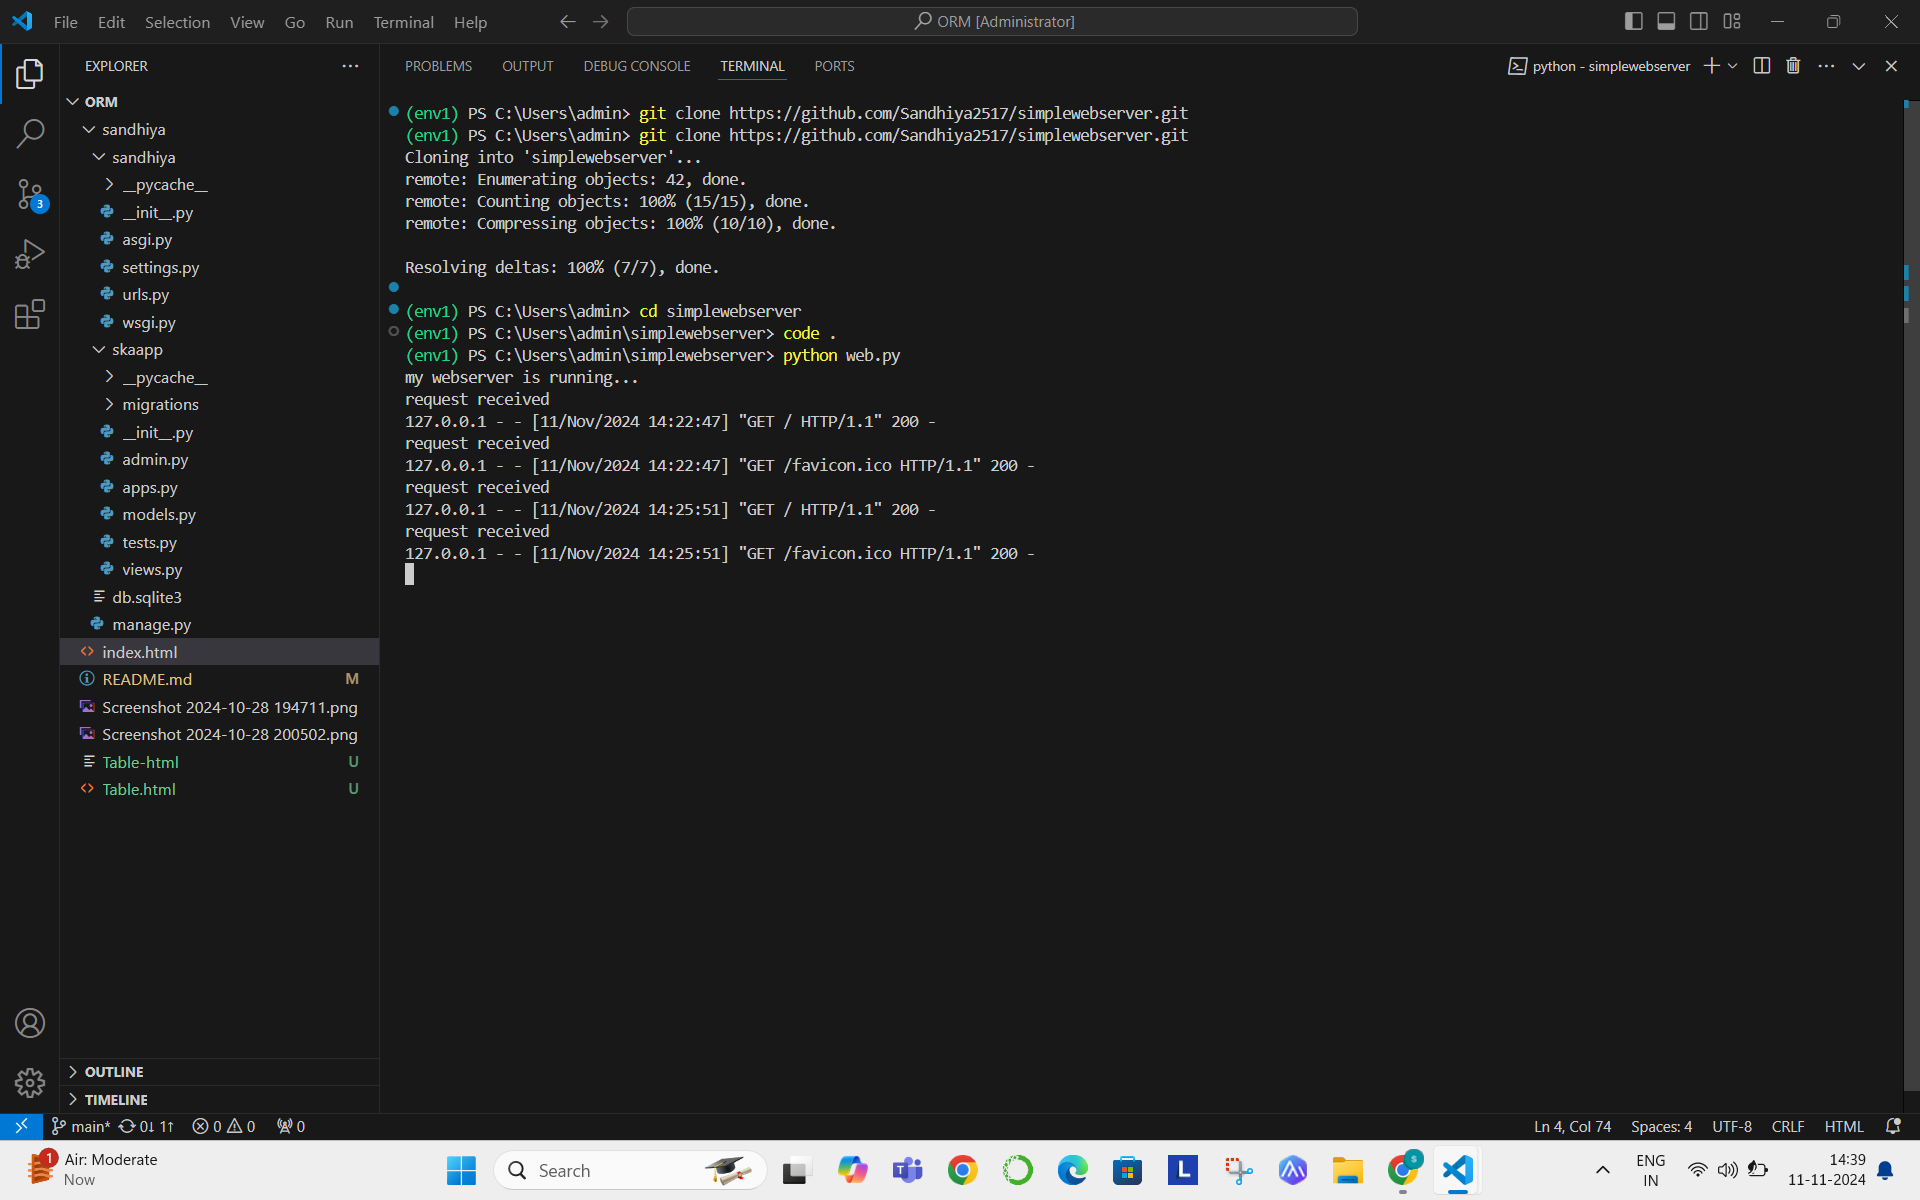 File Edit Selection View Go Run Terminal Help
ORM [Administrator]
EXPLORER
PROBLEMS OUTPUT DEBUG CONSOLE TERMINAL PORTS
python - simplewebserver
ORM
sandhiya
sandhiya
__pycache__
__init__.py
asgi.py
settings.py
urls.py
wsgi.py
skaapp
__pycache__
migrations
__init__.py
admin.py
apps.py
models.py
tests.py
views.py
db.sqlite3
manage.py
index.html
README.md M
Screenshot 2024-10-28 194711.png
Screenshot 2024-10-28 200502.png
Table-html U
Table.html U
OUTLINE
TIMELINE
3
(env1) PS C:\Users\admin> git clone https://github.com/Sandhiya2517/simplewebserver.git
(env1) PS C:\Users\admin> git clone https://github.com/Sandhiya2517/simplewebserver.git
Cloning into 'simplewebserver'...
remote: Enumerating objects: 42, done.
remote: Counting objects: 100% (15/15), done.
remote: Compressing objects: 100% (10/10), done.
Resolving deltas: 100% (7/7), done.
(env1) PS C:\Users\admin> cd simplewebserver
(env1) PS C:\Users\admin\simplewebserver> code .
(env1) PS C:\Users\admin\simplewebserver> python web.py
my webserver is running...
request received
127.0.0.1 - - [11/Nov/2024 14:22:47] "GET / HTTP/1.1" 200 -
request received
127.0.0.1 - - [11/Nov/2024 14:22:47] "GET /favicon.ico HTTP/1.1" 200 -
request received
127.0.0.1 - - [11/Nov/2024 14:25:51] "GET / HTTP/1.1" 200 -
request received
127.0.0.1 - - [11/Nov/2024 14:25:51] "GET /favicon.ico HTTP/1.1" 200 -
main* 0↓ 1↑ 0 0 0
Ln 4, Col 74 Spaces: 4 UTF-8 CRLF HTML
1
Air: Moderate
Now
Search
L
S
ENG
IN
14:39
11-11-2024